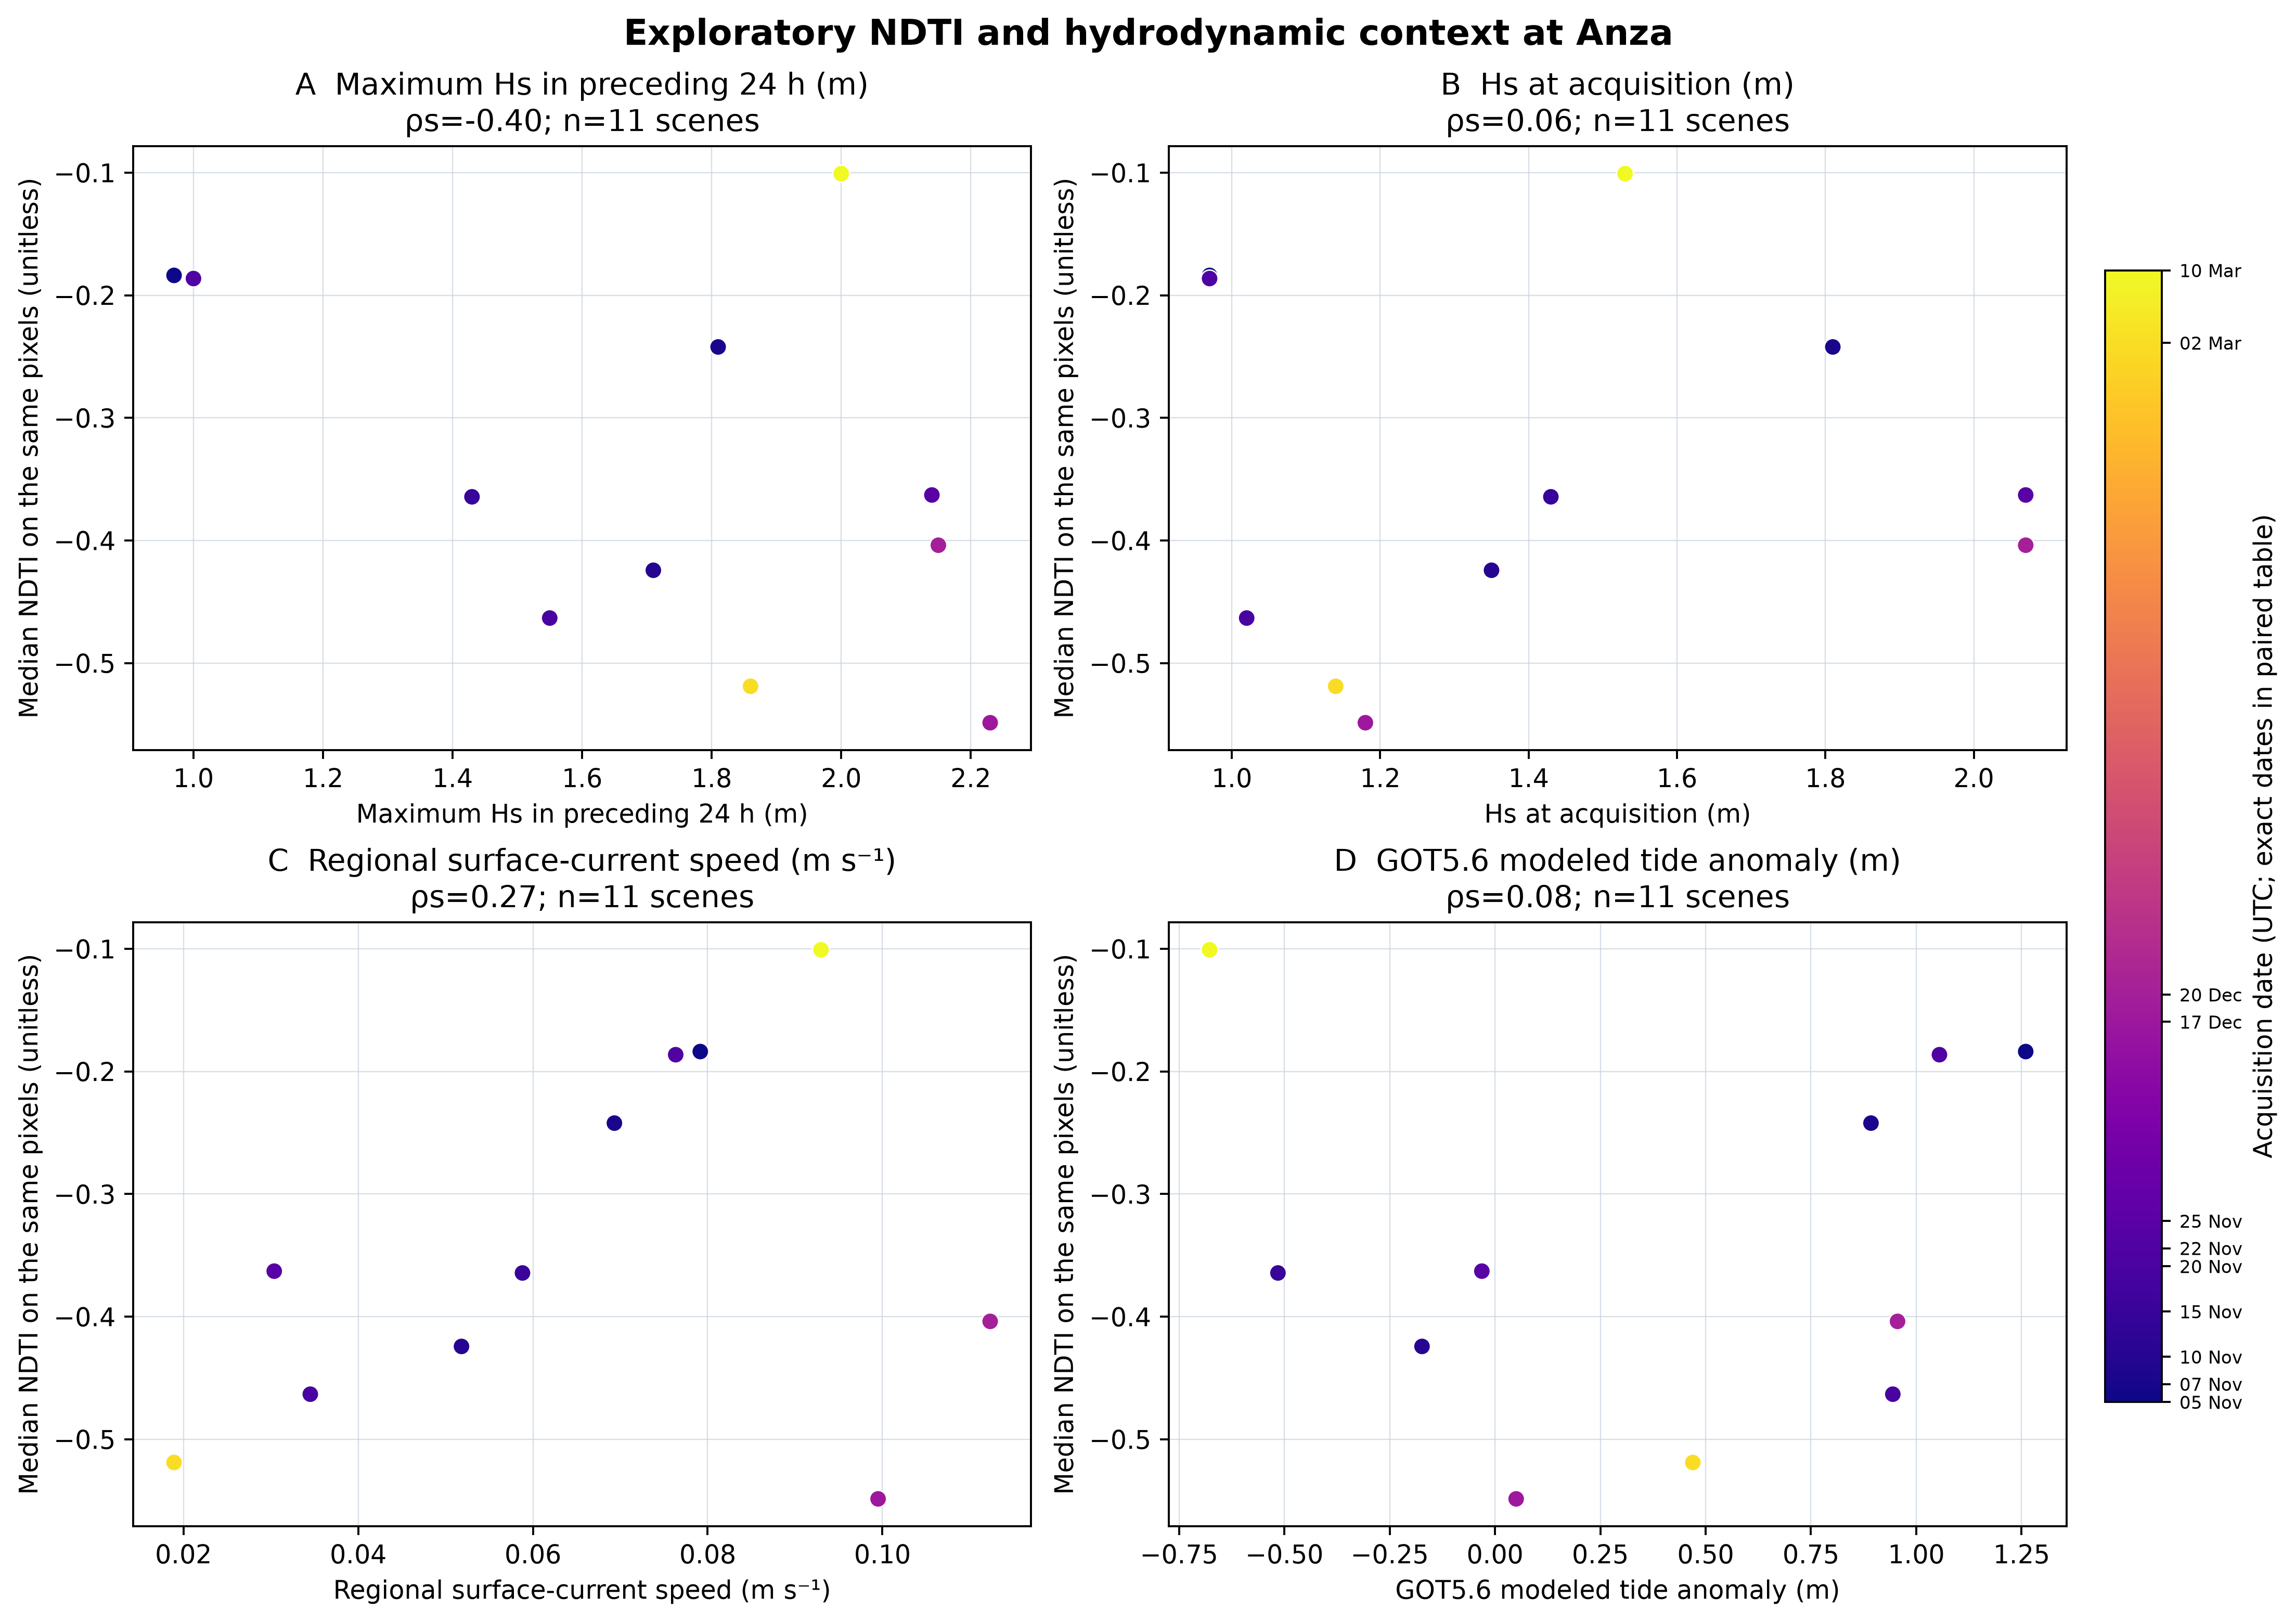 Exploratory NDTI and hydrodynamic context at Anza
A  Maximum Hs in preceding 24 h (m)
ρs=-0.40; n=11 scenes
Median NDTI on the same pixels (unitless)
−0.1
−0.2
−0.3
−0.4
−0.5
1.0 1.2 1.4 1.6 1.8 2.0 2.2
Maximum Hs in preceding 24 h (m)
B  Hs at acquisition (m)
ρs=0.06; n=11 scenes
Median NDTI on the same pixels (unitless)
−0.1
−0.2
−0.3
−0.4
−0.5
1.0 1.2 1.4 1.6 1.8 2.0
Hs at acquisition (m)
C  Regional surface-current speed (m s⁻¹)
ρs=0.27; n=11 scenes
Median NDTI on the same pixels (unitless)
−0.1
−0.2
−0.3
−0.4
−0.5
0.02 0.04 0.06 0.08 0.10
Regional surface-current speed (m s⁻¹)
D  GOT5.6 modeled tide anomaly (m)
ρs=0.08; n=11 scenes
Median NDTI on the same pixels (unitless)
−0.1
−0.2
−0.3
−0.4
−0.5
−0.75 −0.50 −0.25 0.00 0.25 0.50 0.75 1.00 1.25
GOT5.6 modeled tide anomaly (m)
10 Mar
02 Mar
20 Dec
17 Dec
25 Nov
22 Nov
20 Nov
15 Nov
10 Nov
07 Nov
05 Nov
Acquisition date (UTC; exact dates in paired table)